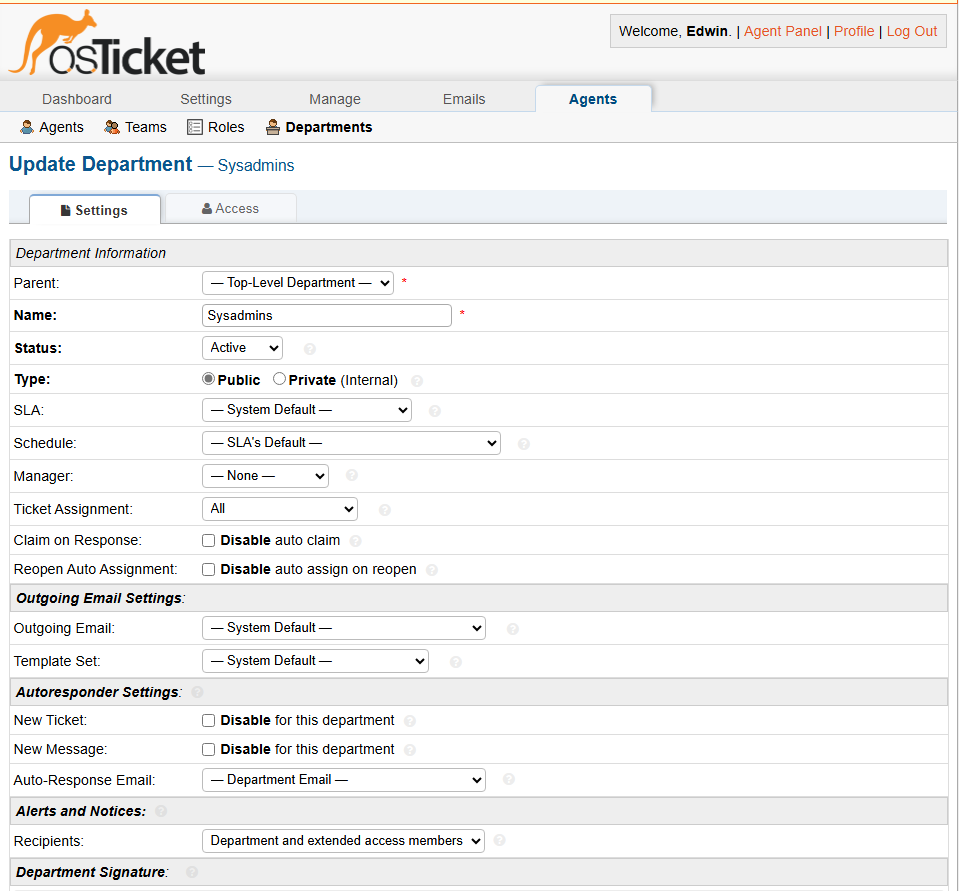 osTicket
Welcome, Edwin. | Agent Panel | Profile | Log Out
Dashboard Settings Manage Emails Agents
Agents Teams Roles Departments
Update Department — Sysadmins
Settings Access
Department Information
Parent: — Top-Level Department — *
Name: Sysadmins *
Status: Active ?
Type: Public Private (Internal) ?
SLA: — System Default — ?
Schedule: — SLA's Default — ?
Manager: — None — ?
Ticket Assignment: All ?
Claim on Response: Disable auto claim ?
Reopen Auto Assignment: Disable auto assign on reopen ?
Outgoing Email Settings:
Outgoing Email: — System Default — ?
Template Set: — System Default — ?
Autoresponder Settings: ?
New Ticket: Disable for this department ?
New Message: Disable for this department ?
Auto-Response Email: — Department Email — ?
Alerts and Notices: ?
Recipients: Department and extended access members ?
Department Signature: ?